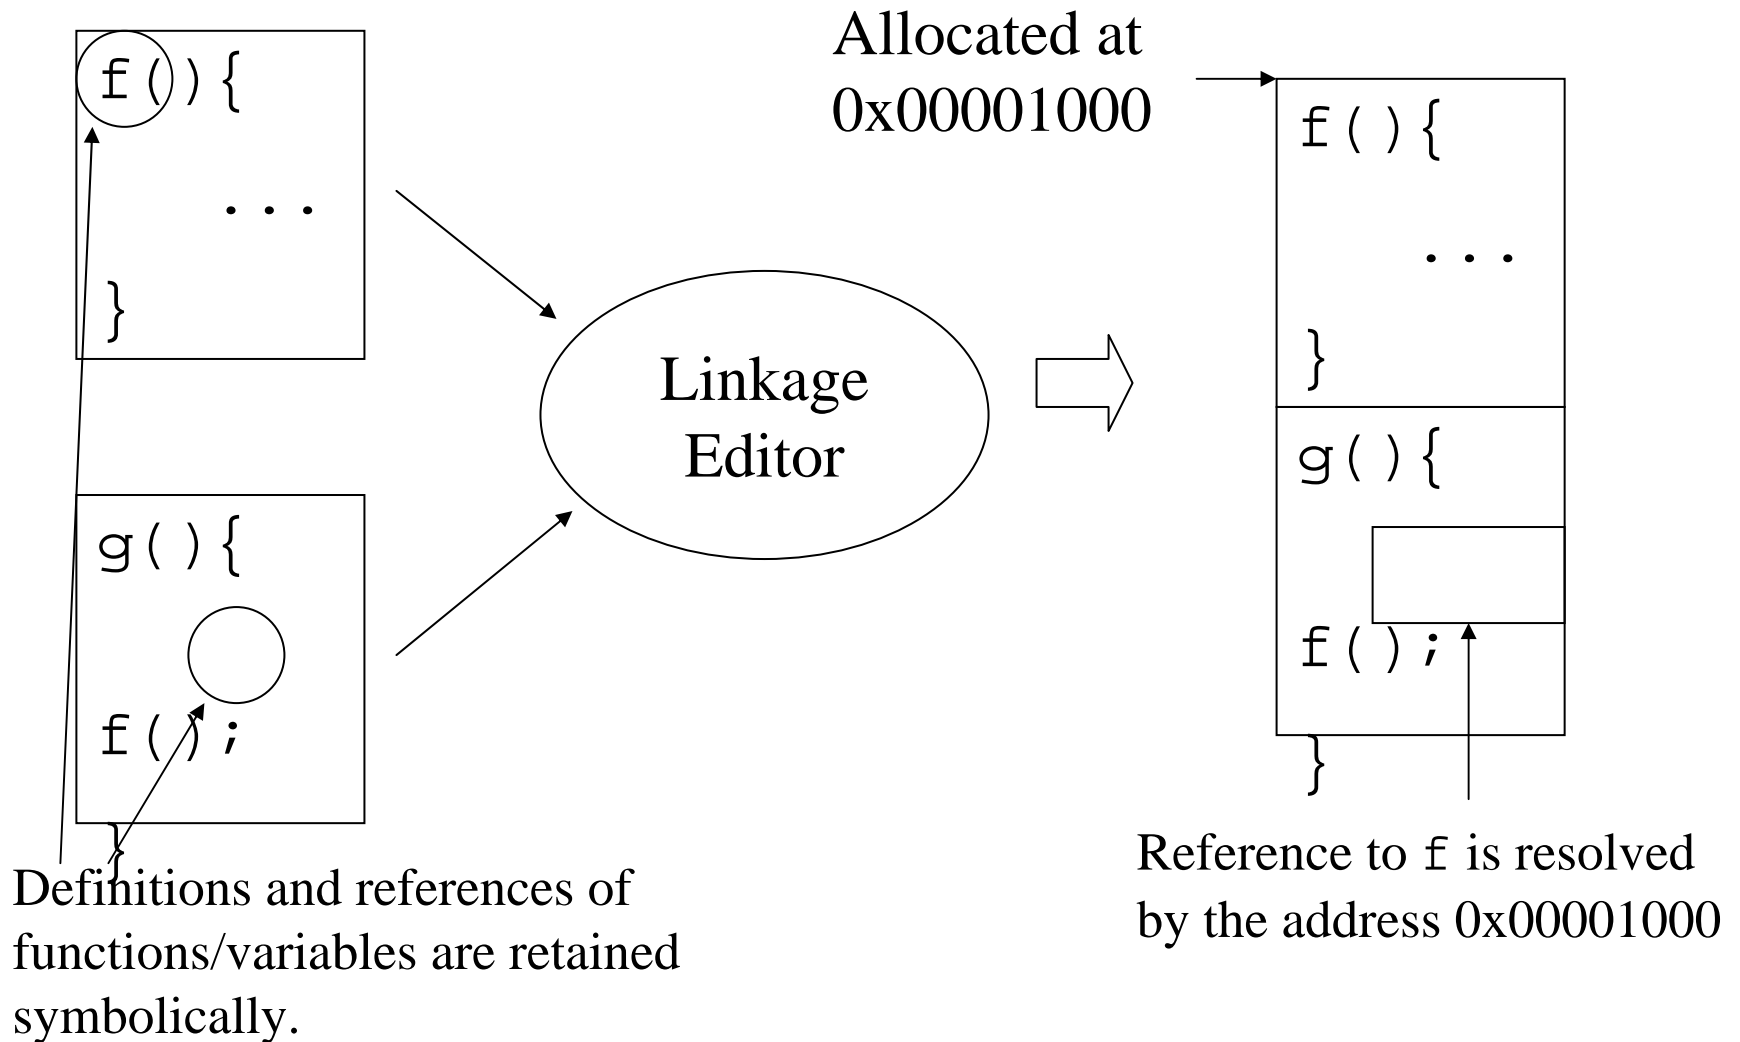 f(){
...
}
g(){
f();
}
Definitions and references of
functions/variables are retained
symbolically.
Linkage
Editor
Allocated at
0x00001000
f(){
...
}
g(){
f();
}
Reference to f is resolved
by the address 0x00001000